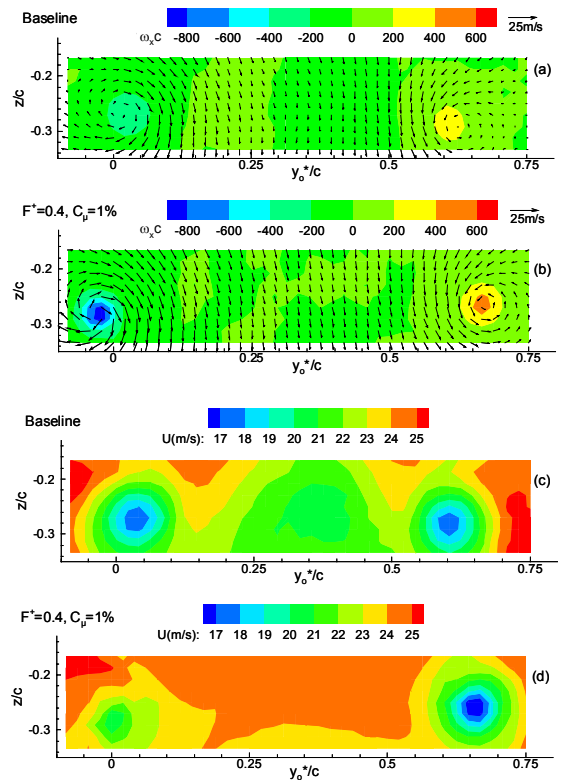 Baseline
ωxc -800 -600 -400 -200 0 200 400 600 25m/s
(a)
z/c
-0.2
-0.3
0 0.25 0.5 0.75
yo*/c
F+=0.4, Cμ=1%
ωxc -800 -600 -400 -200 0 200 400 600 25m/s
(b)
z/c
-0.2
-0.3
0 0.25 0.5 0.75
yo*/c
Baseline
U(m/s): 17 18 19 20 21 22 23 24 25
(c)
z/c
-0.2
-0.3
0 0.25 0.5 0.75
yo*/c
F+=0.4, Cμ=1%
U(m/s): 17 18 19 20 21 22 23 24 25
(d)
z/c
-0.2
-0.3
0 0.25 0.5 0.75
yo*/c